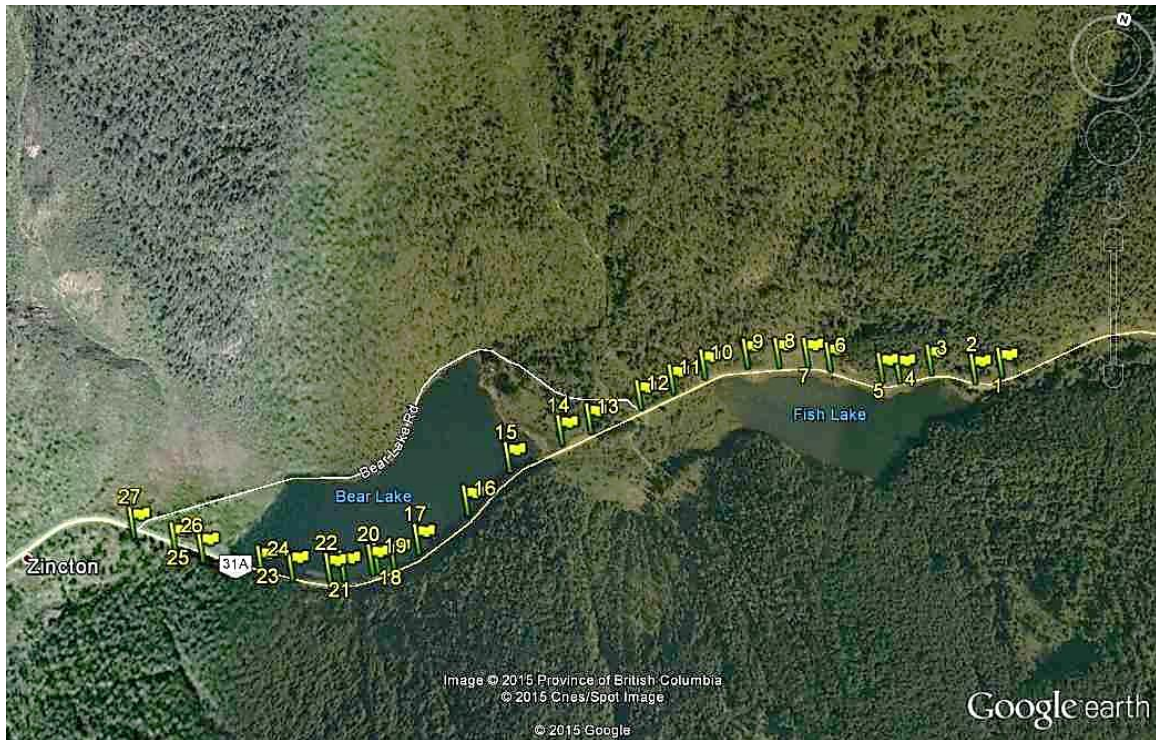 N
9
8
6
3
2
10
11
12
7
5
4
1
13
14
Fish Lake
Bear Lake Rd
15
Bear Lake
16
27
17
26
20
19
22
24
25
31A
Zincton
23
21
18
Image © 2015 Province of British Columbia
© 2015 Cnes/Spot Image
© 2015 Google
Google earth